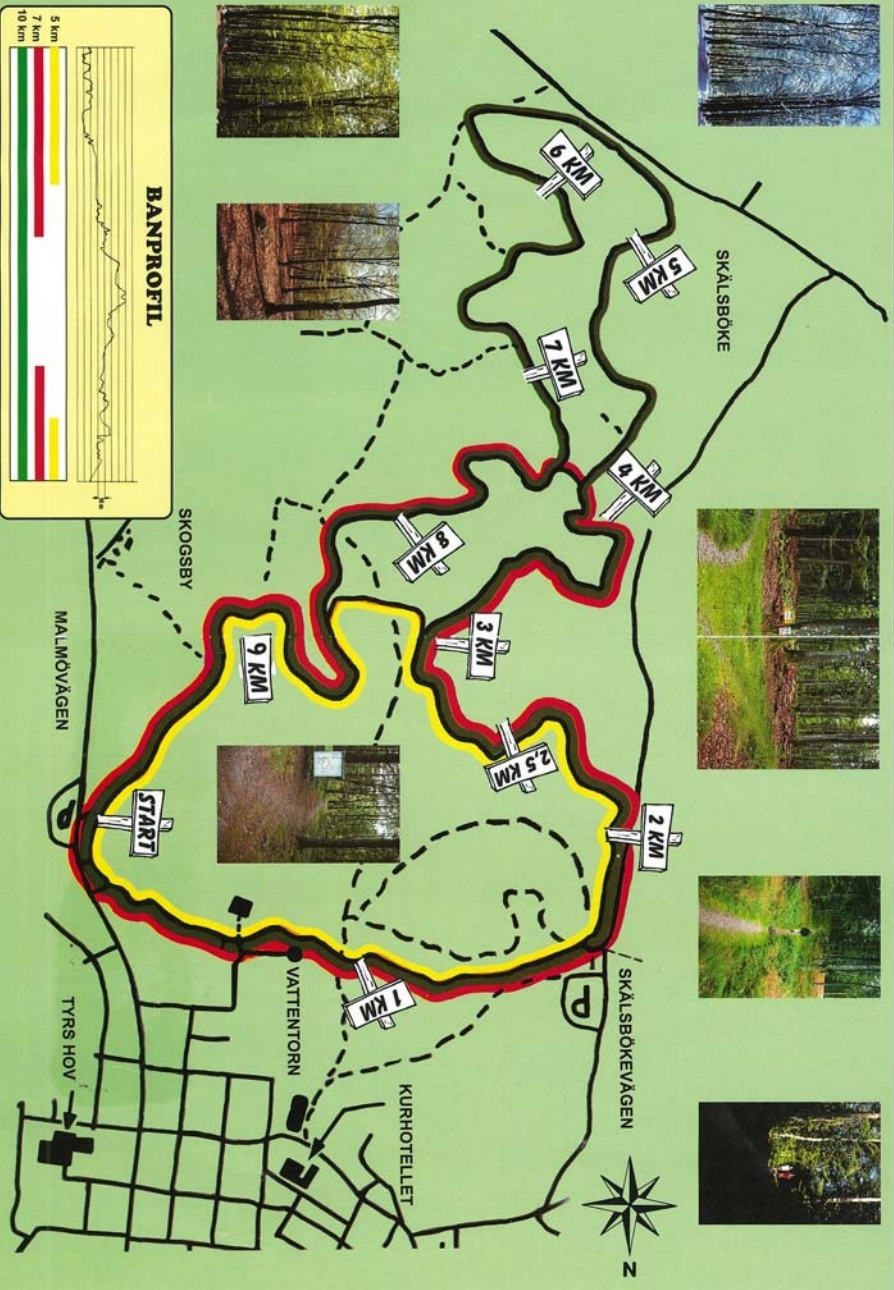 BANPROFIL
5 km
7 km
10 km
SKÄLSBÖKE
6 KM
5 KM
7 KM
4 KM
8 KM
3 KM
2,5 KM
2 KM
9 KM
START
1 KM
P
P
SKOGSBY
MALMÖVÄGEN
SKÄLSBÖKEVÄGEN
VATTENTORN
KURHOTELLET
TYRS HOV
N